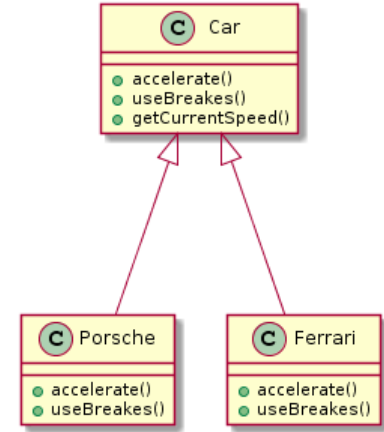 C Car
accelerate()
useBreakes()
getCurrentSpeed()
C Porsche
accelerate()
useBreakes()
C Ferrari
accelerate()
useBreakes()